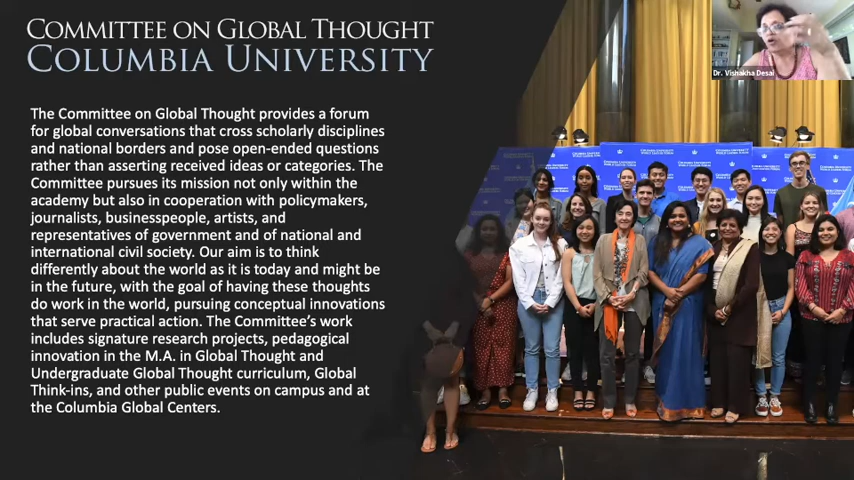 COMMITTEE ON GLOBAL THOUGHT
COLUMBIA UNIVERSITY
Dr. Vishakha Desai
The Committee on Global Thought provides a forum
for global conversations that cross scholarly disciplines
and national borders and pose open-ended questions
rather than asserting received ideas or categories. The
Committee pursues its mission not only within the
academy but also in cooperation with policymakers,
journalists, businesspeople, artists, and
representatives of government and of national and
international civil society. Our aim is to think
differently about the world as it is today and might be
in the future, with the goal of having these thoughts
do work in the world, pursuing conceptual innovations
that serve practical action. The Committee’s work
includes signature research projects, pedagogical
innovation in the M.A. in Global Thought and
Undergraduate Global Thought curriculum, Global
Think-ins, and other public events on campus and at
the Columbia Global Centers.